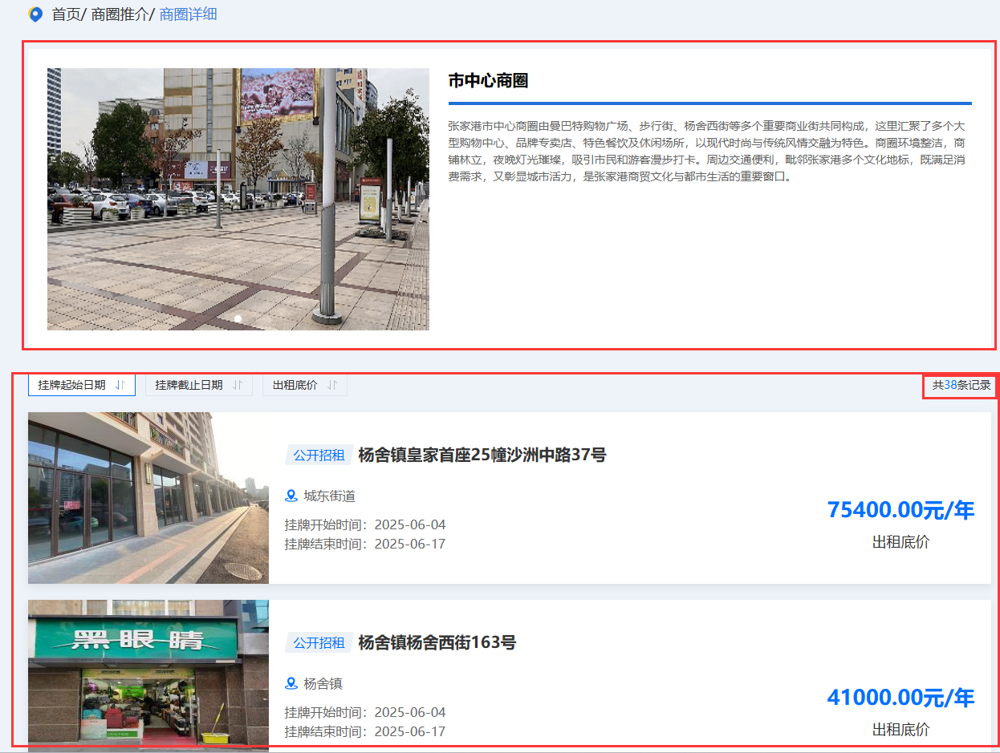 首页/ 商圈推介/ 商圈详细
市中心商圈
张家港市中心商圈由曼巴特购物广场、步行街、杨舍西街等多个重要商业街共同构成，这里汇聚了多个大
型购物中心、品牌专卖店、特色餐饮及休闲场所，以现代时尚与传统风情交融为特色。商圈环境整洁，商
铺林立，夜晚灯光璀璨，吸引市民和游客漫步打卡。周边交通便利，毗邻张家港多个文化地标，既满足消
费需求，又彰显城市活力，是张家港商贸文化与都市生活的重要窗口。
挂牌起始日期 挂牌截止日期 出租底价 共38条记录
公开招租 杨舍镇皇家首座25幢沙洲中路37号
城东街道
75400.00元/年
挂牌开始时间：2025-06-04
出租底价
挂牌结束时间：2025-06-17
黑眼睛
公开招租 杨舍镇杨舍西街163号
杨舍镇
41000.00元/年
挂牌开始时间：2025-06-04
出租底价
挂牌结束时间：2025-06-17